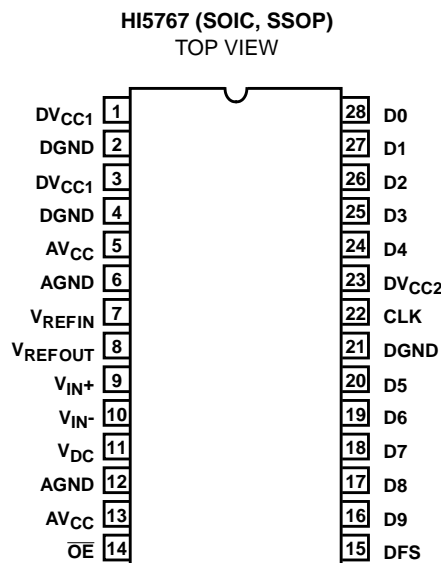 HI5767 (SOIC, SSOP)
TOP VIEW
DVCC1 1 28 D0
DGND 2 27 D1
DVCC1 3 26 D2
DGND 4 25 D3
AVCC 5 24 D4
AGND 6 23 DVCC2
VREFIN 7 22 CLK
VREFOUT 8 21 DGND
VIN+ 9 20 D5
VIN- 10 19 D6
VDC 11 18 D7
AGND 12 17 D8
AVCC 13 16 D9
O̅E̅ 14 15 DFS